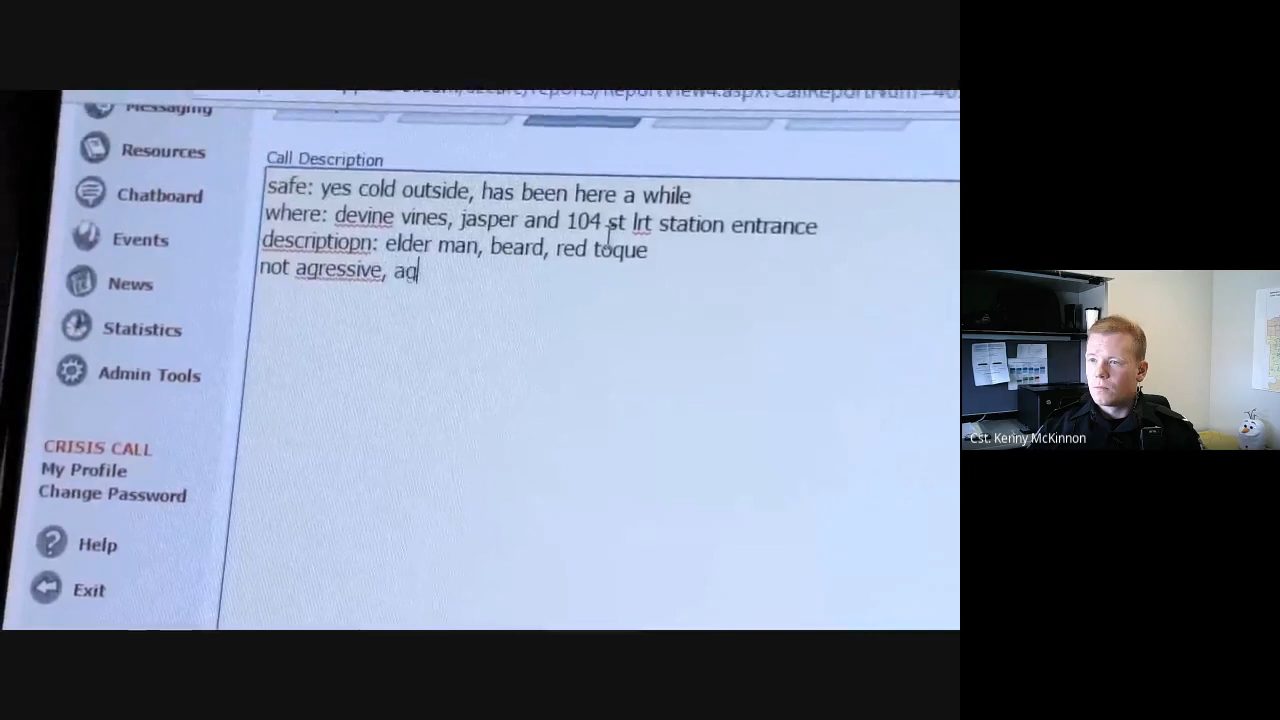 Messaging
Resources
Chatboard
Events
News
Statistics
Admin Tools
CRISIS CALL
My Profile
Change Password
Help
Exit
Call Description
safe: yes cold outside, has been here a while
where: devine vines, jasper and 104 st lrt station entrance
descriptiopn: elder man, beard, red toque
not agressive, aq
Cst. Kenny McKinnon